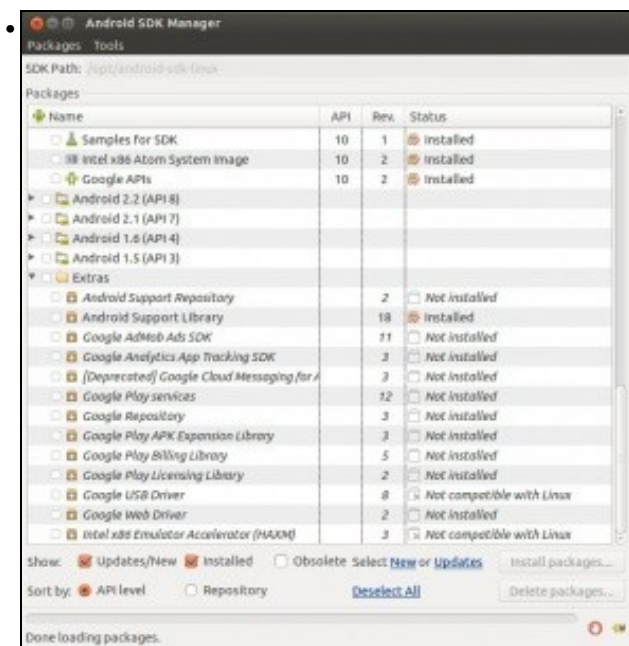 Android SDK Manager
Packages Tools
SDK Path: /opt/android-sdk-linux
Packages
Name API Rev. Status
Samples for SDK 10 1 Installed
Intel x86 Atom System Image 10 2 Installed
Google APIs 10 2 Installed
Android 2.2 (API 8)
Android 2.1 (API 7)
Android 1.6 (API 4)
Android 1.5 (API 3)
Extras
Android Support Repository 2 Not installed
Android Support Library 18 Installed
Google AdMob Ads SDK 11 Not installed
Google Analytics App Tracking SDK 3 Not installed
[Deprecated] Google Cloud Messaging for A 3 Not installed
Google Play services 12 Not installed
Google Repository 3 Not installed
Google Play APK Expansion Library 3 Not installed
Google Play Billing Library 5 Not installed
Google Play Licensing Library 2 Not installed
Google USB Driver 8 Not compatible with Linux
Google Web Driver 2 Not installed
Intel x86 Emulator Accelerator (HAXM) 3 Not compatible with Linux
Show: Updates/New Installed Obsolete Select New or Updates Install packages...
Sort by: API level Repository Deselect All Delete packages...
Done loading packages.